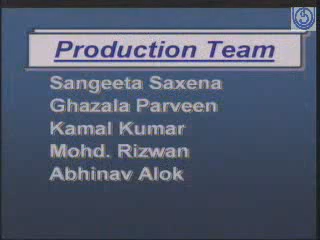 Production Team
Sangeeta Saxena
Ghazala Parveen
Kamal Kumar
Mohd. Rizwan
Abhinav Alok